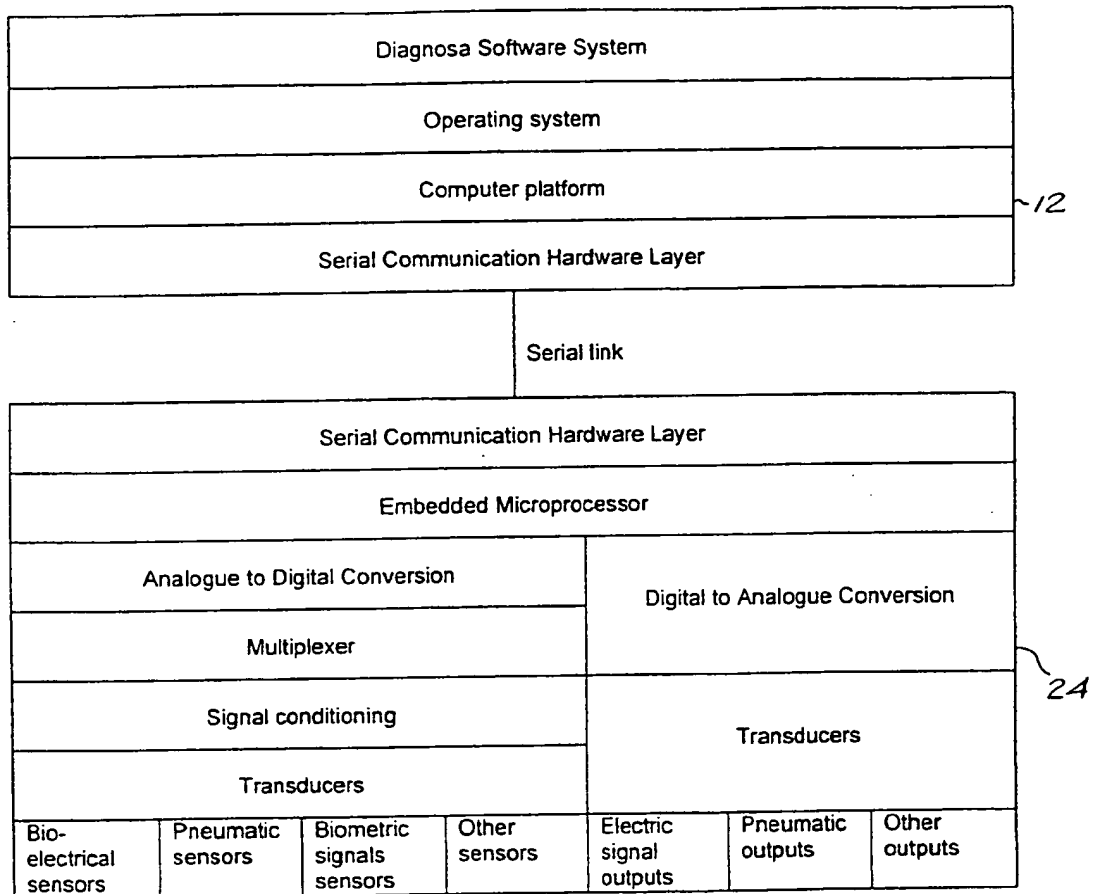 Diagnosa Software System
Operating system
Computer platform
12
Serial Communication Hardware Layer
Serial link
Serial Communication Hardware Layer
Embedded Microprocessor
Analogue to Digital Conversion
Digital to Analogue Conversion
Multiplexer
24
Signal conditioning
Transducers
Transducers
Bio-
electrical
sensors
Pneumatic
sensors
Biometric
signals
sensors
Other
sensors
Electric
signal
outputs
Pneumatic
outputs
Other
outputs